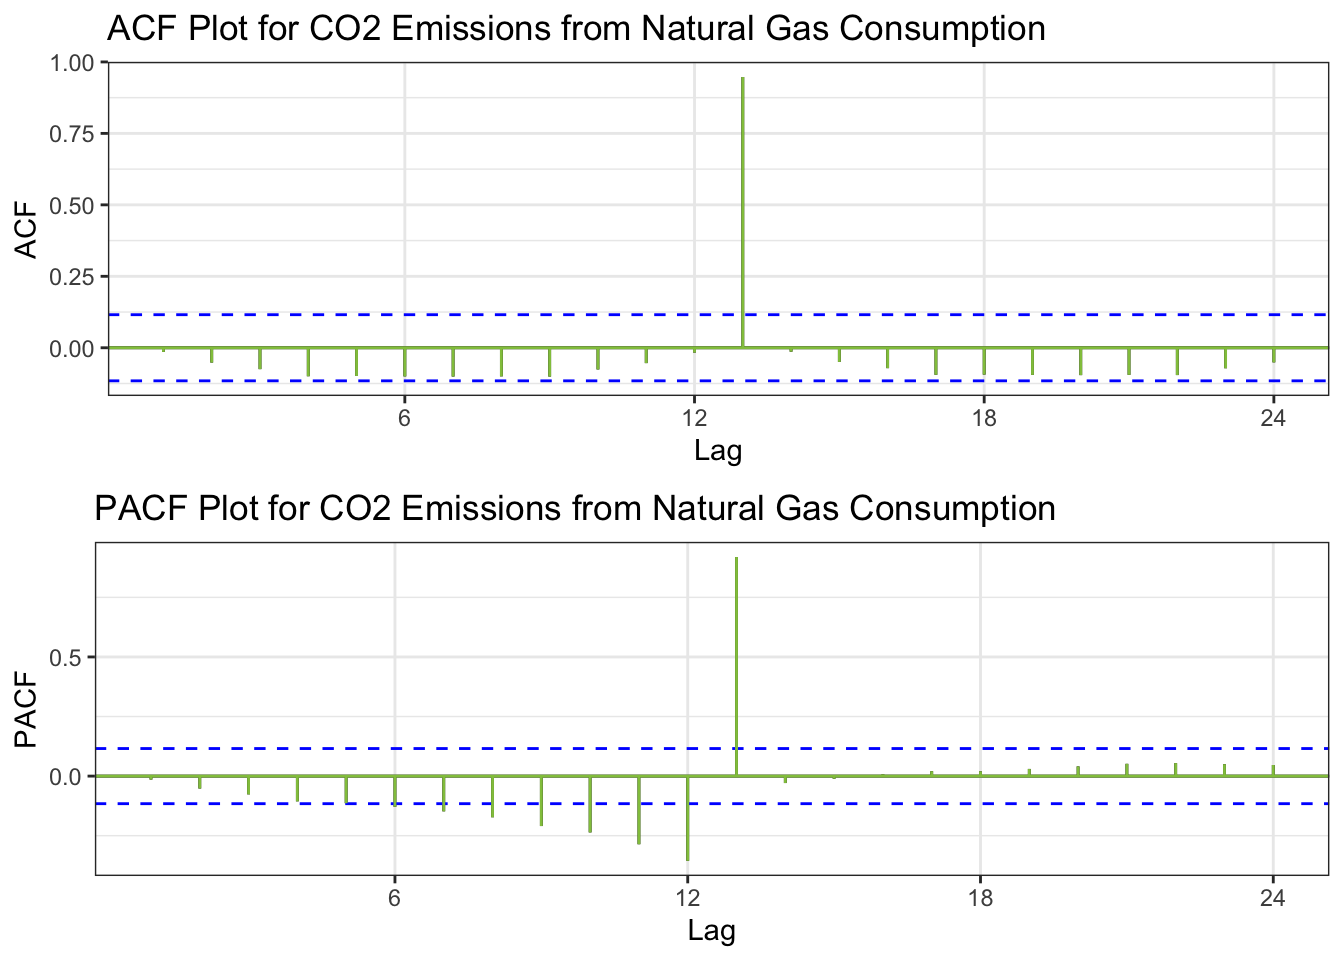 ACF Plot for CO2 Emissions from Natural Gas Consumption
1.00
0.75
0.50
0.25
0.00
ACF
6 12 18 24
Lag
PACF Plot for CO2 Emissions from Natural Gas Consumption
0.5
0.0
PACF
6 12 18 24
Lag